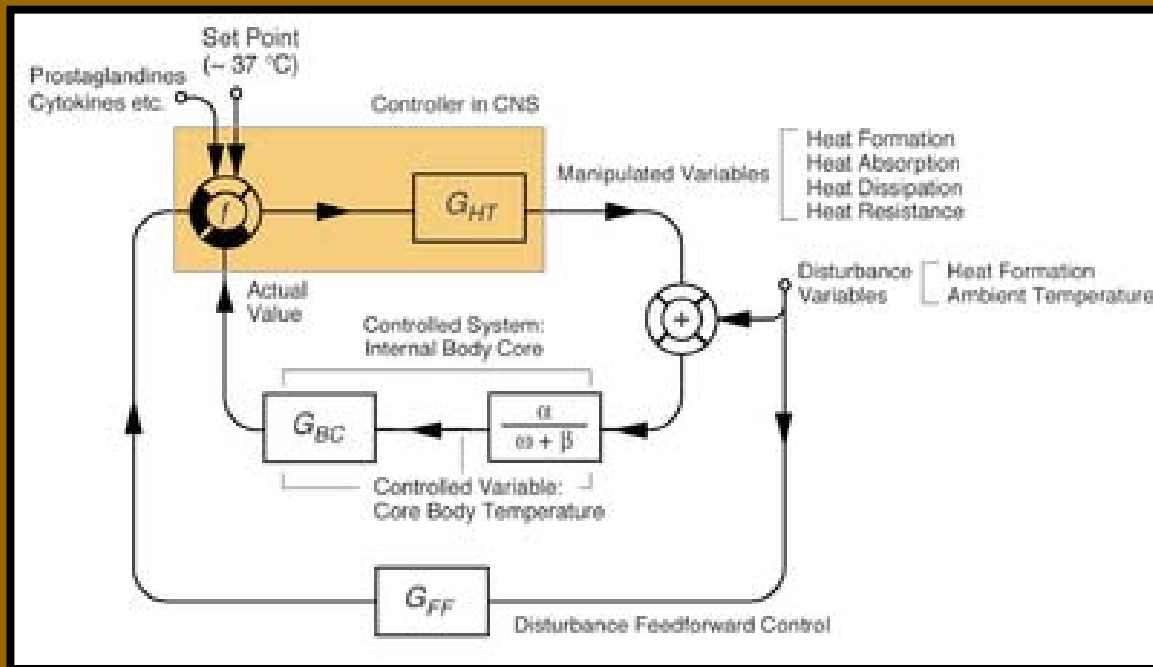 Set Point
(~ 37 °C)
Prostaglandines
Cytokines etc.
Controller in CNS
f
G_HT
Manipulated Variables
Heat Formation
Heat Absorption
Heat Dissipation
Heat Resistance
Actual
Value
+
Disturbance
Variables
Heat Formation
Ambient Temperature
Controlled System:
Internal Body Core
G_BC
α
ω + β
Controlled Variable:
Core Body Temperature
G_FF
Disturbance Feedforward Control